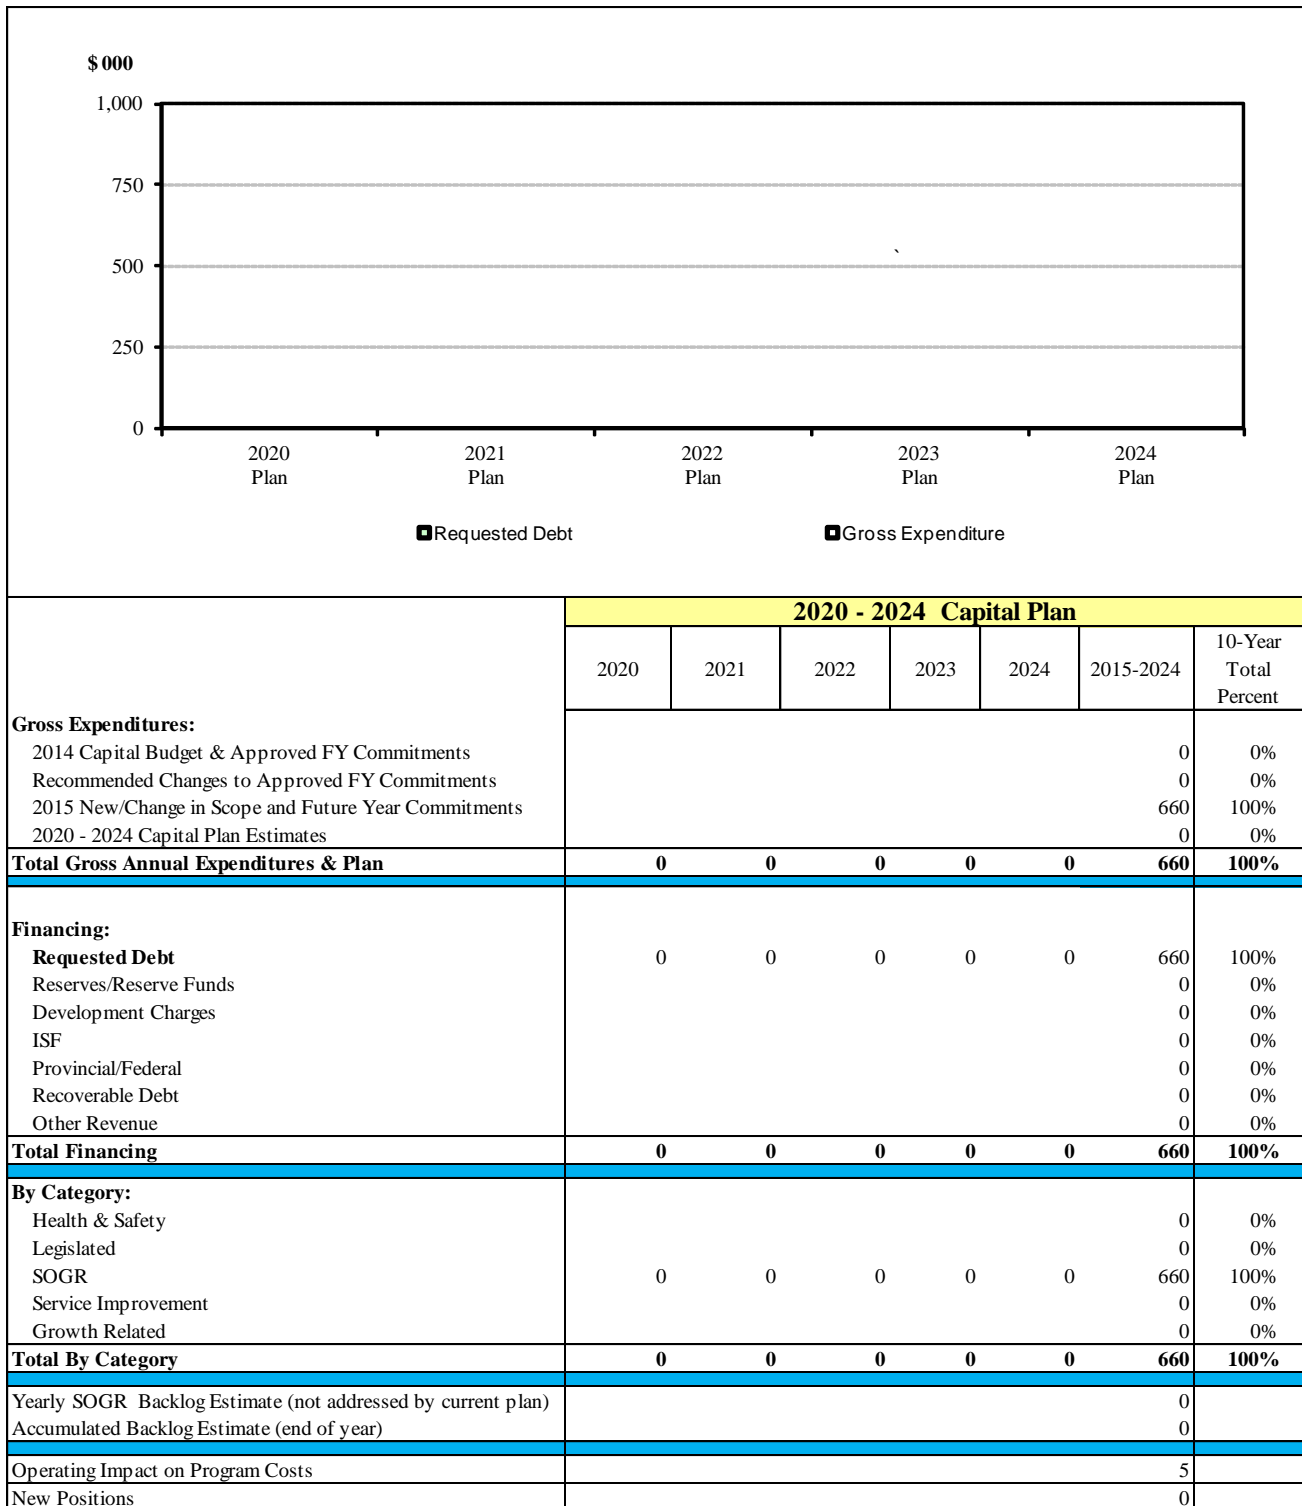 $ 000
1,000
750
`
500
250
0
2020 2021 2022 2023 2024
Plan Plan Plan Plan Plan
Requested Debt Gross Expenditure
2020 - 2024 Capital Plan
2020 2021 2022 2023 2024 2015-2024 10-Year Total Percent
Gross Expenditures:
2014 Capital Budget & Approved FY Commitments 0 0%
Recommended Changes to Approved FY Commitments 0 0%
2015 New/Change in Scope and Future Year Commitments 660 100%
2020 - 2024 Capital Plan Estimates 0 0%
Total Gross Annual Expenditures & Plan 0 0 0 0 0 660 100%
Financing:
Requested Debt 0 0 0 0 0 660 100%
Reserves/Reserve Funds 0 0%
Development Charges 0 0%
ISF 0 0%
Provincial/Federal 0 0%
Recoverable Debt 0 0%
Other Revenue 0 0%
Total Financing 0 0 0 0 0 660 100%
By Category:
Health & Safety 0 0%
Legislated 0 0%
SOGR 0 0 0 0 0 660 100%
Service Improvement 0 0%
Growth Related 0 0%
Total By Category 0 0 0 0 0 660 100%
Yearly SOGR Backlog Estimate (not addressed by current plan) 0
Accumulated Backlog Estimate (end of year) 0
Operating Impact on Program Costs 5
New Positions 0